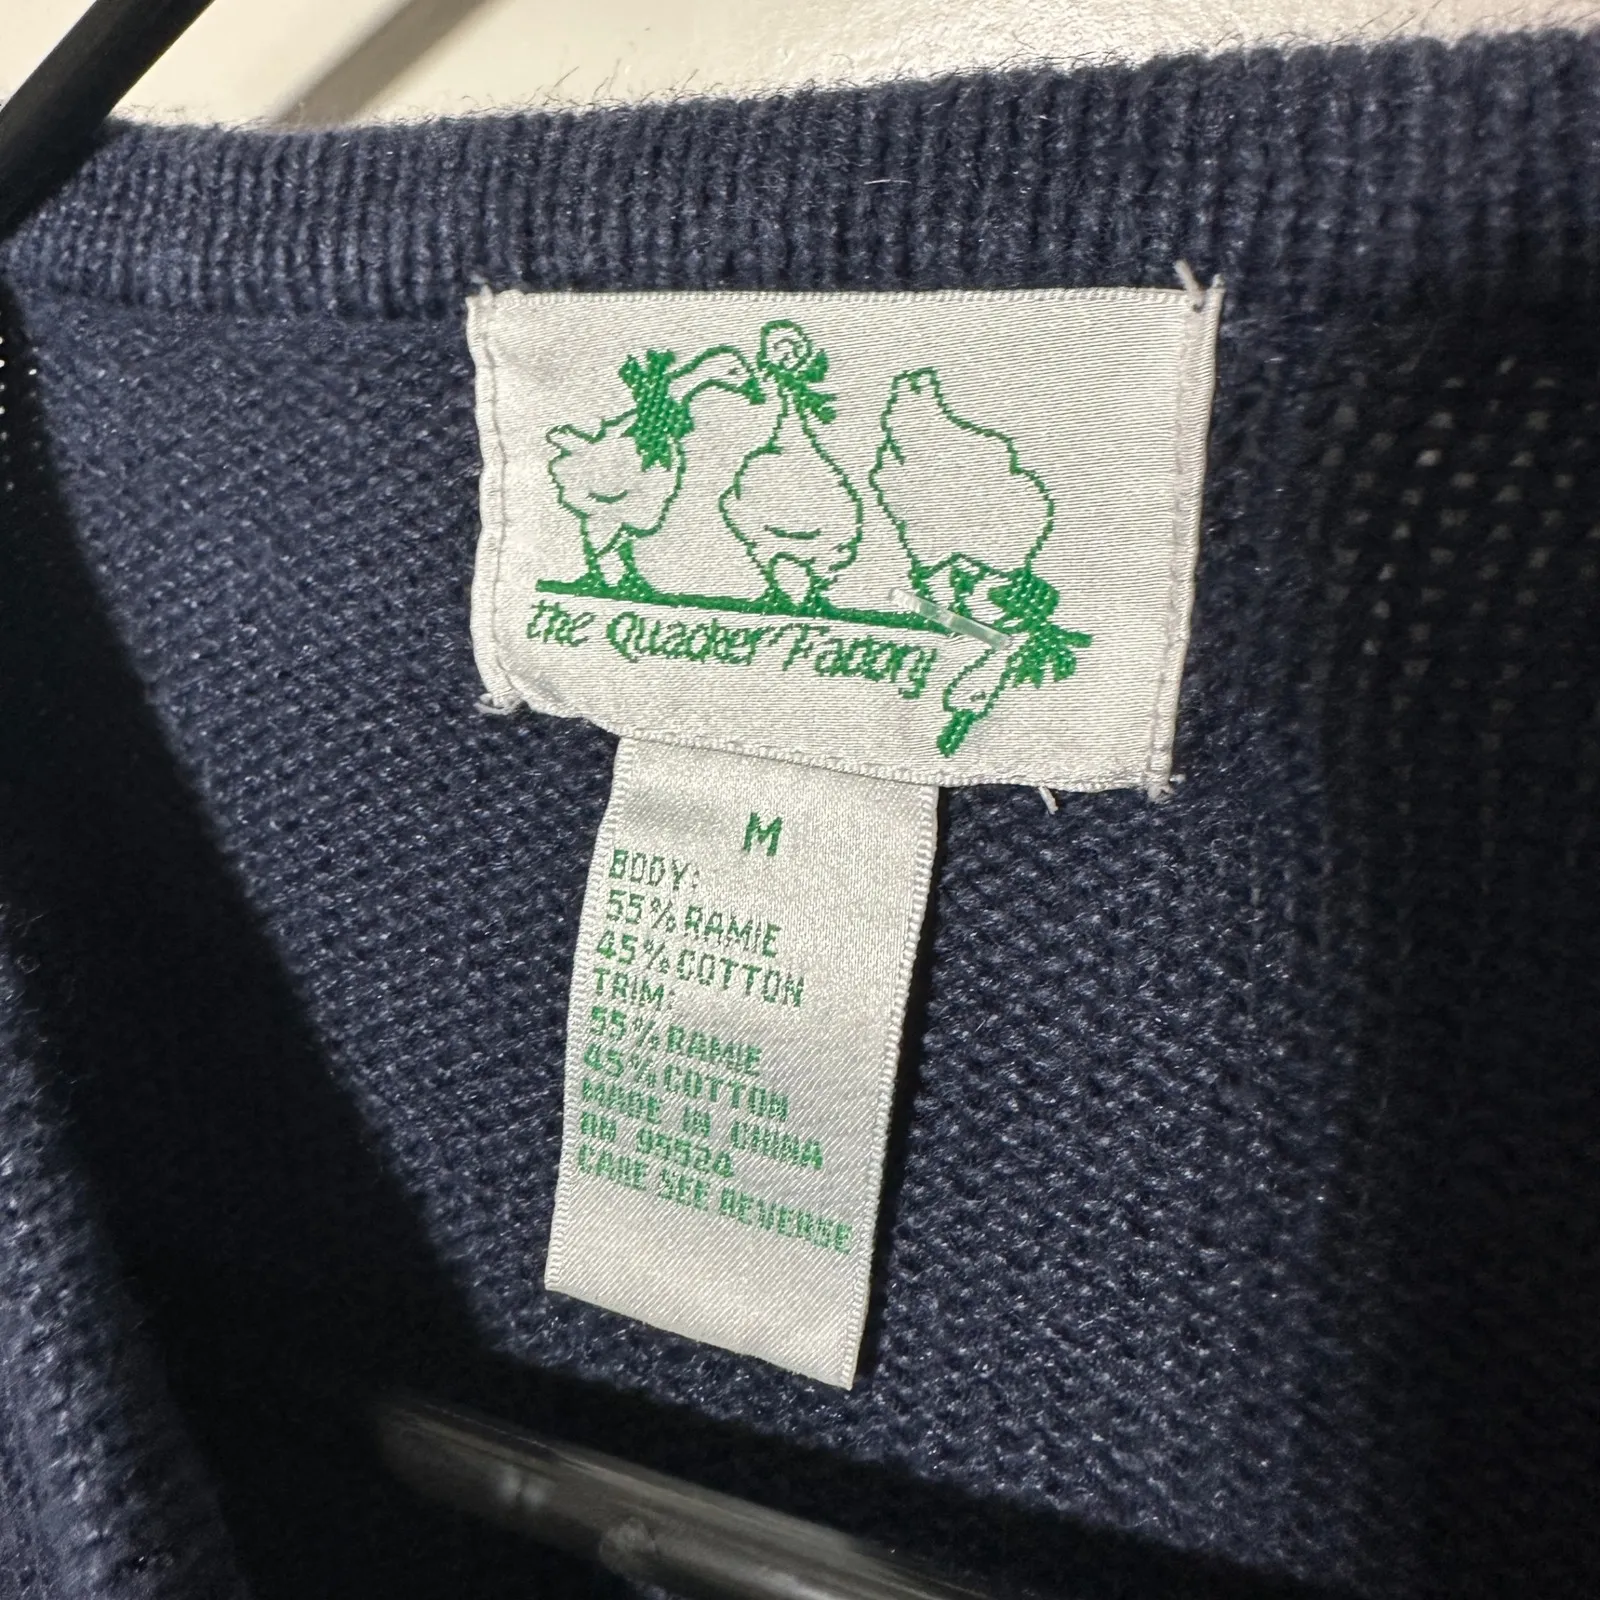 the Quacker Factory
M
BODY:
55% RAMIE
45% COTTON
TRIM:
55% RAMIE
45% COTTON
MADE IN CHINA
RN 95524
CARE SEE REVERSE